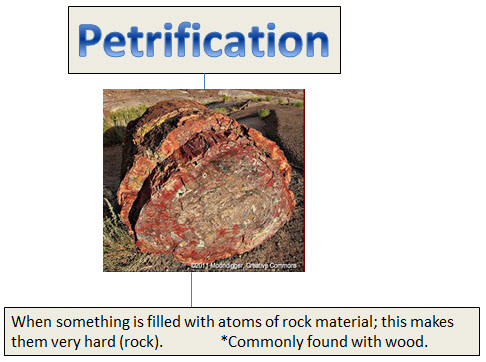 Petrification
©2011 Moondigger, Creative Commons
When something is filled with atoms of rock material; this makes
them very hard (rock). *Commonly found with wood.